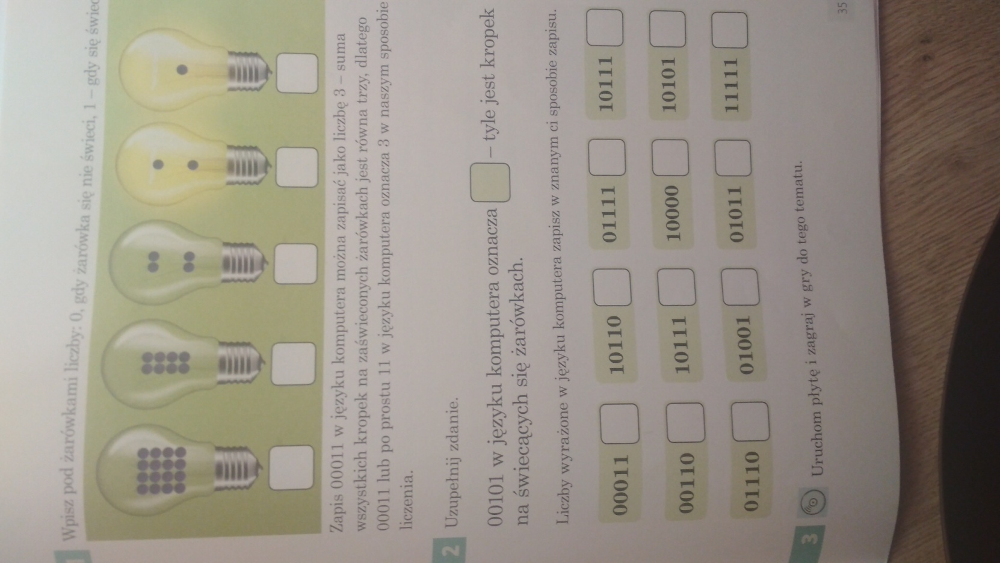 1
Wpisz pod żarówkami liczby: 0, gdy żarówka się nie świeci, 1 – gdy się
Zapis 00011 w języku komputera można zapisać jako liczbę 3 – suma
wszystkich kropek na zaświeconych żarówkach jest równa trzy, dlatego
00011 lub po prostu 11 w języku komputera oznacza 3 w naszym sposobie
liczenia.
2 Uzupełnij zdanie.
00101 w języku komputera oznacza – tyle jest kropek
na świecących się żarówkach.
Liczby wyrażone w języku komputera zapisz w znanym ci sposobie zapisu.
00011 10110 01111 10111
00110 10111 10000 10101
01110 01001 01011 11111
3 Uruchom płytę i zagraj w gry do tego tematu.
35